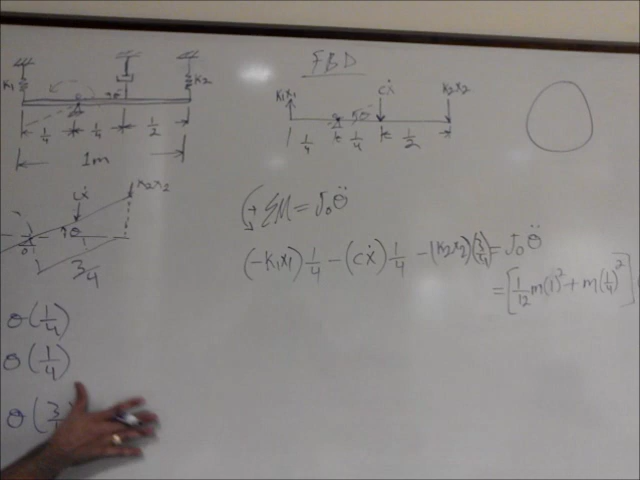 K₁ K₂
θ
1/4 1/4 1/2
1m
FBD
K₁x₁ cẋ K₂x₂
θ
1/4 1/4 1/2
cẋ K₂x₂
θ
3/4
θ(1/4)
θ(1/4)
θ(3/
+ ΣM = J₀θ̈
(-K₁x₁)1/4 - (cẋ)1/4 - (K₂x₂)(3/4) = J₀θ̈
= [1/12 m(1)² + m(1/4)²]